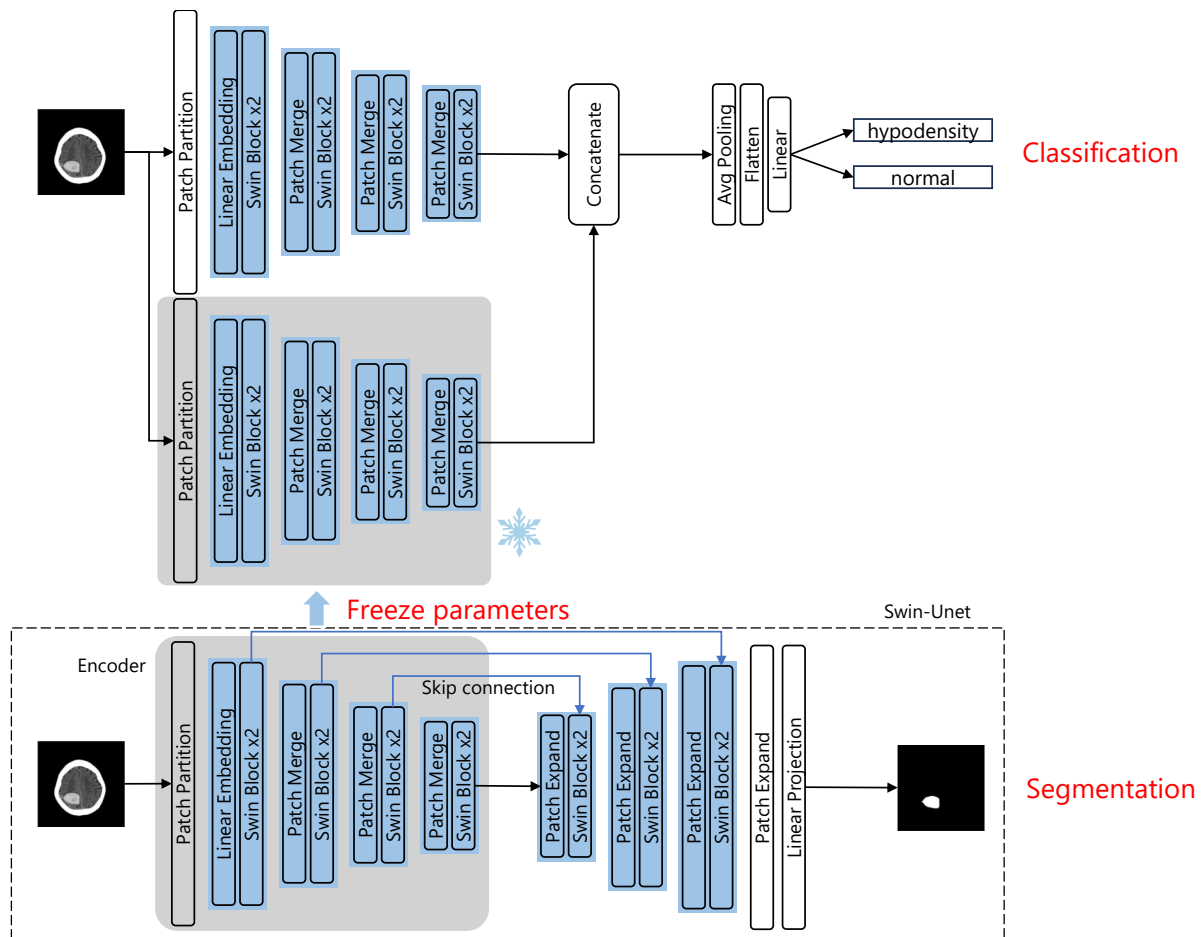 Patch Partition
Linear Embedding
Swin Block x2
Patch Merge
Swin Block x2
Patch Merge
Swin Block x2
Patch Merge
Swin Block x2
Concatenate
Avg Pooling
Flatten
Linear
hypodensity
normal
Classification
Patch Partition
Linear Embedding
Swin Block x2
Patch Merge
Swin Block x2
Patch Merge
Swin Block x2
Patch Merge
Swin Block x2
Freeze parameters
Swin-Unet
Encoder
Patch Partition
Linear Embedding
Swin Block x2
Patch Merge
Swin Block x2
Patch Merge
Swin Block x2
Patch Merge
Swin Block x2
Skip connection
Patch Expand
Swin Block x2
Patch Expand
Swin Block x2
Patch Expand
Swin Block x2
Patch Expand
Linear Projection
Segmentation